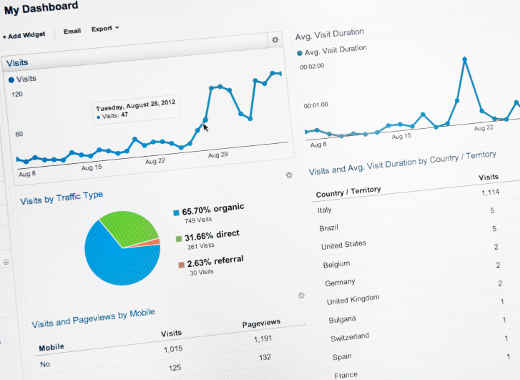 My Dashboard
+ Add Widget Email Export
Visits
Visits
120
Tuesday, August 28, 2012
Visits: 47
60
Aug 8 Aug 15 Aug 22 Aug 29
Avg. Visit Duration
Avg. Visit Duration
00:02:00
00:01:00
Aug 8 Aug 15 Aug 22
Visits by Traffic Type
65.70% organic
749 Visits
31.66% direct
361 Visits
2.63% referral
30 Visits
Visits and Pageviews by Mobile
Mobile Visits Pageviews
No 1,015 1,191
125 132
Visits and Avg. Visit Duration by Country / Territory
Country / Territory Visits
Italy 1,114
Brazil 5
United States 5
Belgium 2
Germany 2
United Kingdom 2
Bulgaria 1
Switzerland 1
Spain 1
France 1